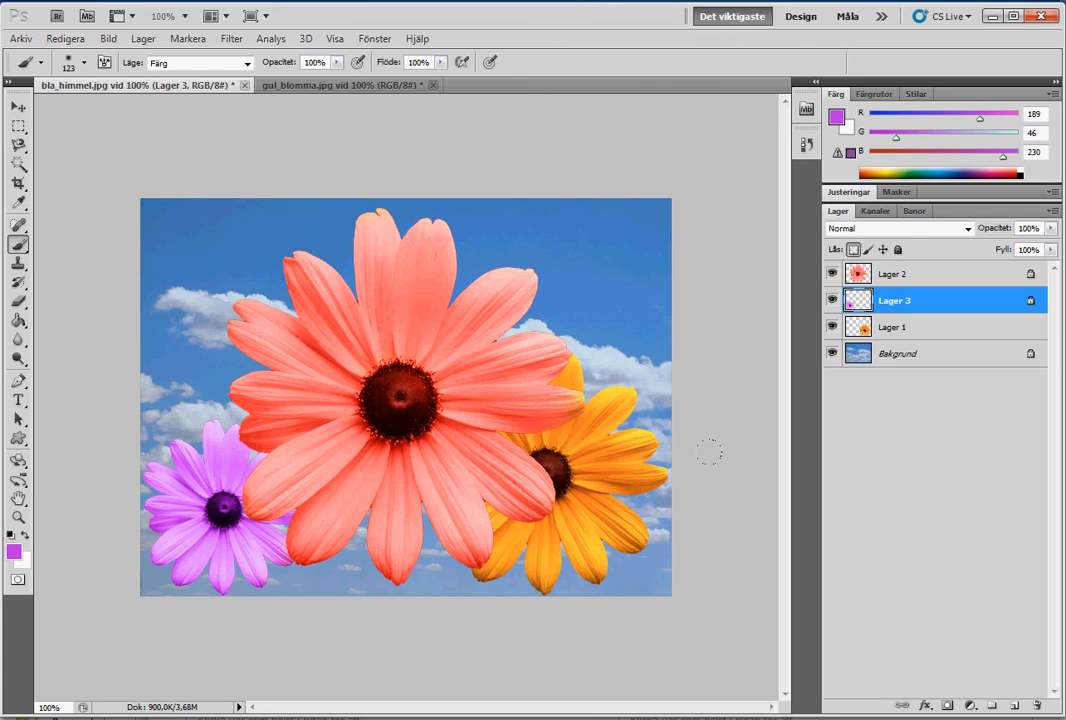 Ps Br Mb 100% Det viktigaste Design Måla CS Live
Arkiv Redigera Bild Lager Markera Filter Analys 3D Visa Fönster Hjälp
123 Läge: Färg Opacitet: 100% Flöde: 100%
bla_himmel.jpg vid 100% (Lager 3, RGB/8#) * gul_blomma.jpg vid 100% (RGB/8#) *
Mb
Färg Färgrutor Stilar
R 189
G 46
B 230
Justeringar Masker
Lager Kanaler Banor
Normal Opacitet: 100%
Lås: Fyll: 100%
Lager 2
Lager 3
Lager 1
Bakgrund
T
100% Dok: 900,0K/3,68M
fx